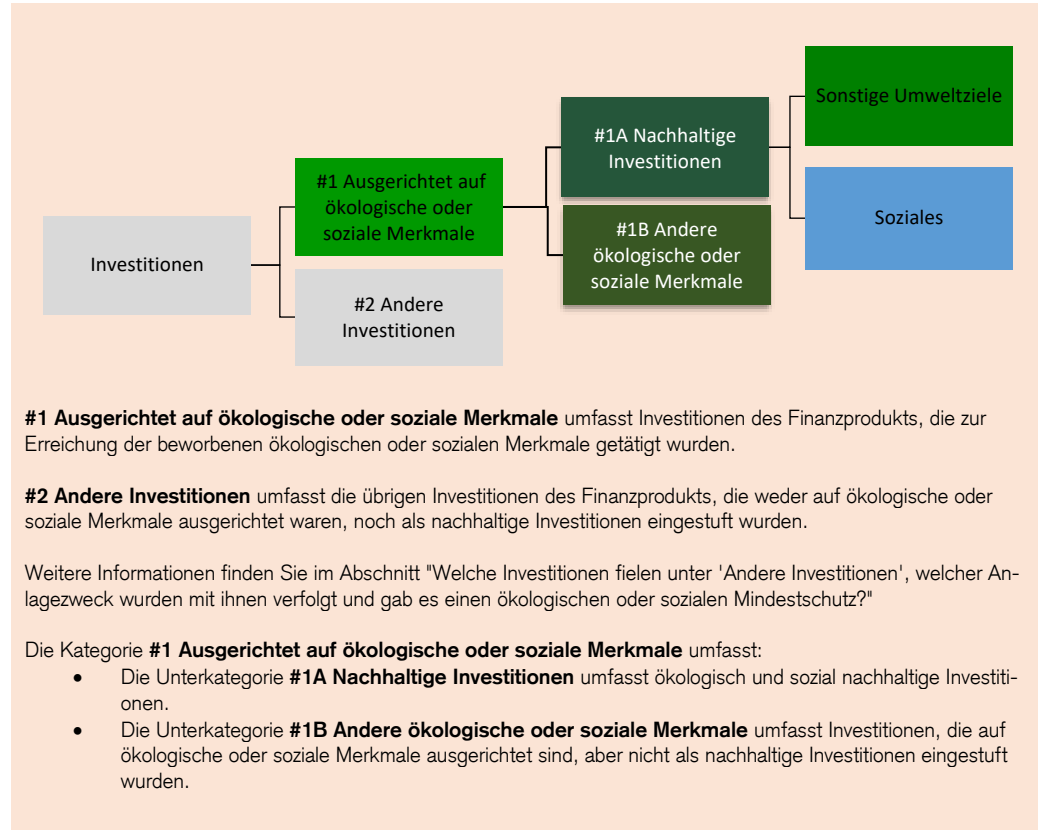 Sonstige Umweltziele
#1A Nachhaltige
Investitionen
#1 Ausgerichtet auf
ökologische oder
soziale Merkmale
Soziales
#1B Andere
ökologische oder
soziale Merkmale
Investitionen
#2 Andere
Investitionen
#1 Ausgerichtet auf ökologische oder soziale Merkmale umfasst Investitionen des Finanzprodukts, die zur
Erreichung der beworbenen ökologischen oder sozialen Merkmale getätigt wurden.
#2 Andere Investitionen umfasst die übrigen Investitionen des Finanzprodukts, die weder auf ökologische oder
soziale Merkmale ausgerichtet waren, noch als nachhaltige Investitionen eingestuft wurden.
Weitere Informationen finden Sie im Abschnitt "Welche Investitionen fielen unter 'Andere Investitionen', welcher An-
lagezweck wurden mit ihnen verfolgt und gab es einen ökologischen oder sozialen Mindestschutz?"
Die Kategorie #1 Ausgerichtet auf ökologische oder soziale Merkmale umfasst:
• Die Unterkategorie #1A Nachhaltige Investitionen umfasst ökologisch und sozial nachhaltige Investiti-
onen.
• Die Unterkategorie #1B Andere ökologische oder soziale Merkmale umfasst Investitionen, die auf
ökologische oder soziale Merkmale ausgerichtet sind, aber nicht als nachhaltige Investitionen eingestuft
wurden.